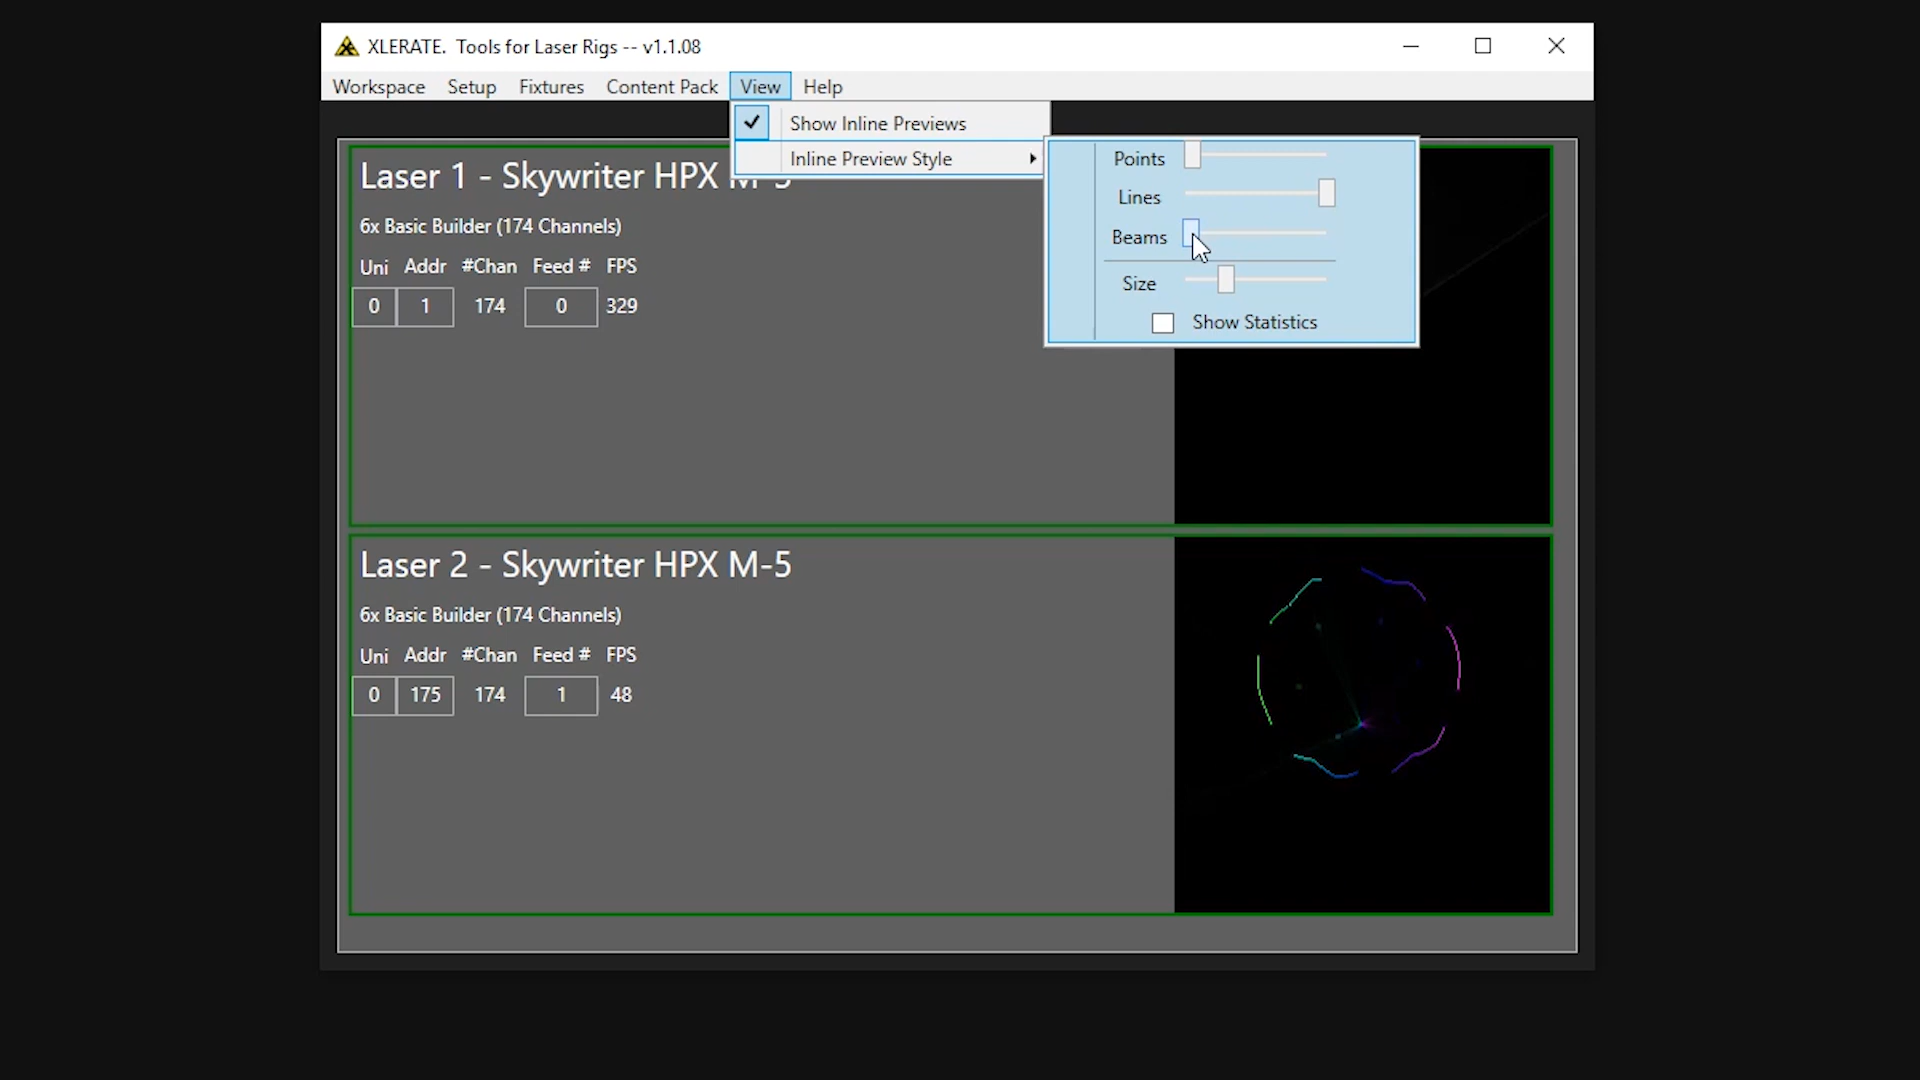 XLERATE. Tools for Laser Rigs -- v1.1.08
Workspace Setup Fixtures Content Pack View Help
Show Inline Previews
Inline Preview Style
Points
Lines
Beams
Size
Show Statistics
Laser 1 - Skywriter HPX M-5
6x Basic Builder (174 Channels)
Uni Addr #Chan Feed # FPS
0 1 174 0 329
Laser 2 - Skywriter HPX M-5
6x Basic Builder (174 Channels)
Uni Addr #Chan Feed # FPS
0 175 174 1 48